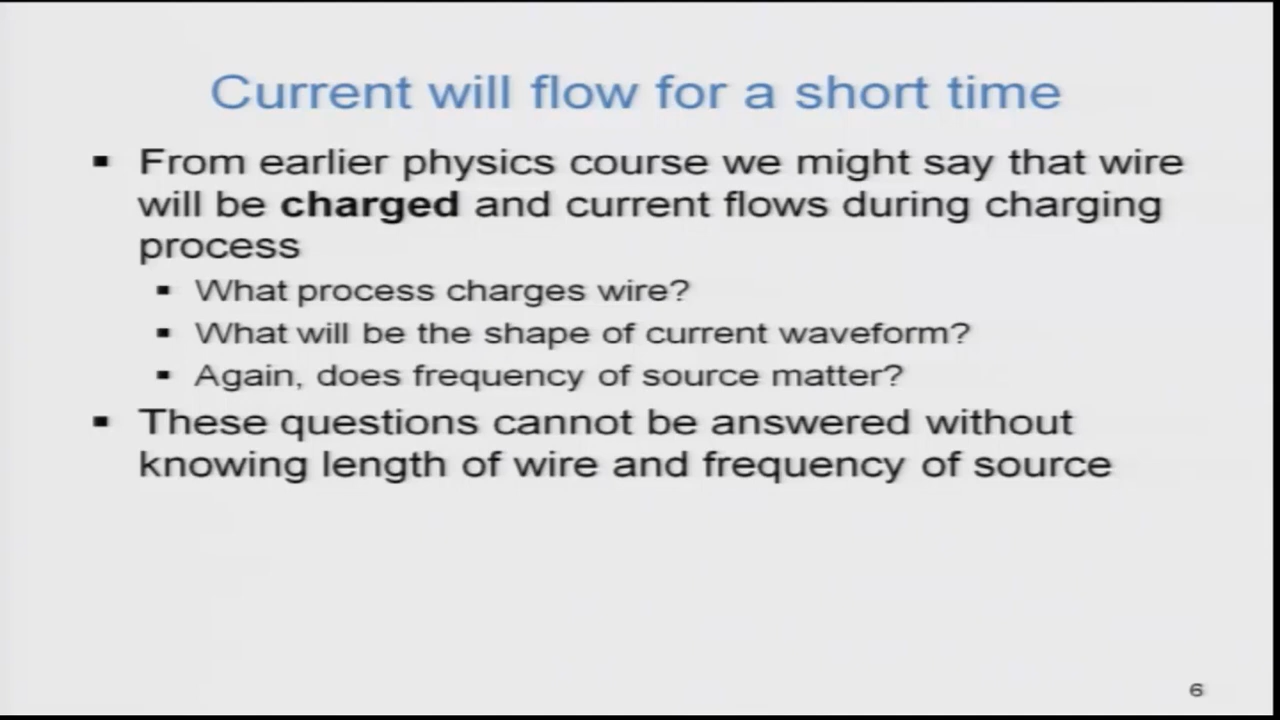 Current will flow for a short time
▪ From earlier physics course we might say that wire
will be charged and current flows during charging
process
▪ What process charges wire?
▪ What will be the shape of current waveform?
▪ Again, does frequency of source matter?
▪ These questions cannot be answered without
knowing length of wire and frequency of source
6